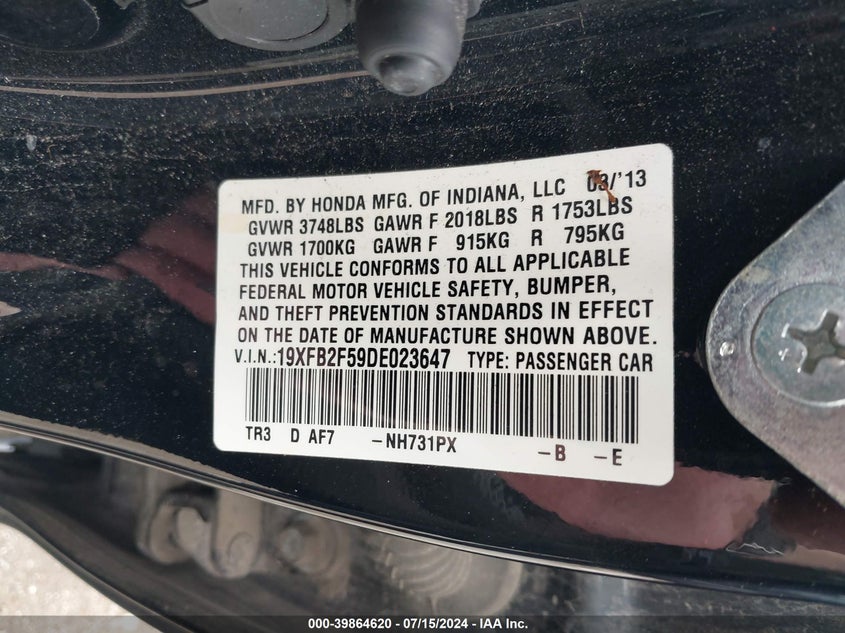 MFD. BY HONDA MFG. OF INDIANA, LLC 03/'13
GVWR 3748LBS GAWR F 2018LBS R 1753LBS
GVWR 1700KG GAWR F 915KG R 795KG
THIS VEHICLE CONFORMS TO ALL APPLICABLE
FEDERAL MOTOR VEHICLE SAFETY, BUMPER,
AND THEFT PREVENTION STANDARDS IN EFFECT
ON THE DATE OF MANUFACTURE SHOWN ABOVE.
V.I.N.:19XFB2F59DE023647 TYPE: PASSENGER CAR
TR3 D AF7 -NH731PX -B -E
000-39864620 / 07/15/2024 - IAA Inc.